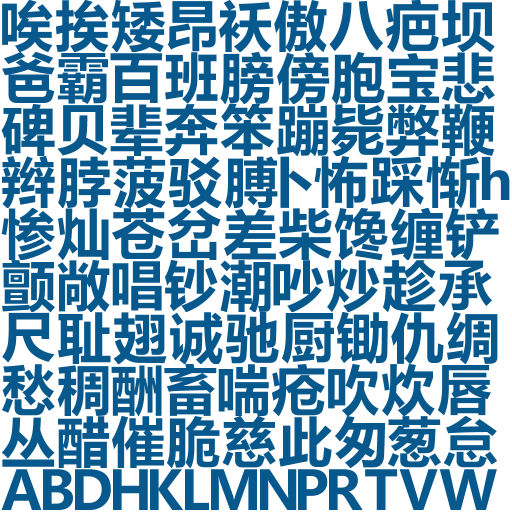 唉挨矮昂袄傲八疤坝
爸霸百班膀傍胞宝悲
碑贝辈奔笨蹦毙弊鞭
辫脖菠驳膊卜怖踩惭h
惨灿苍岔差柴馋缠铲
颤敞唱钞潮吵炒趁承
尺耻翅诚驰厨锄仇绸
愁稠酬畜喘疮吹炊唇
丛醋催脆慈此匆葱怠
ABDHKLMNPRTVW